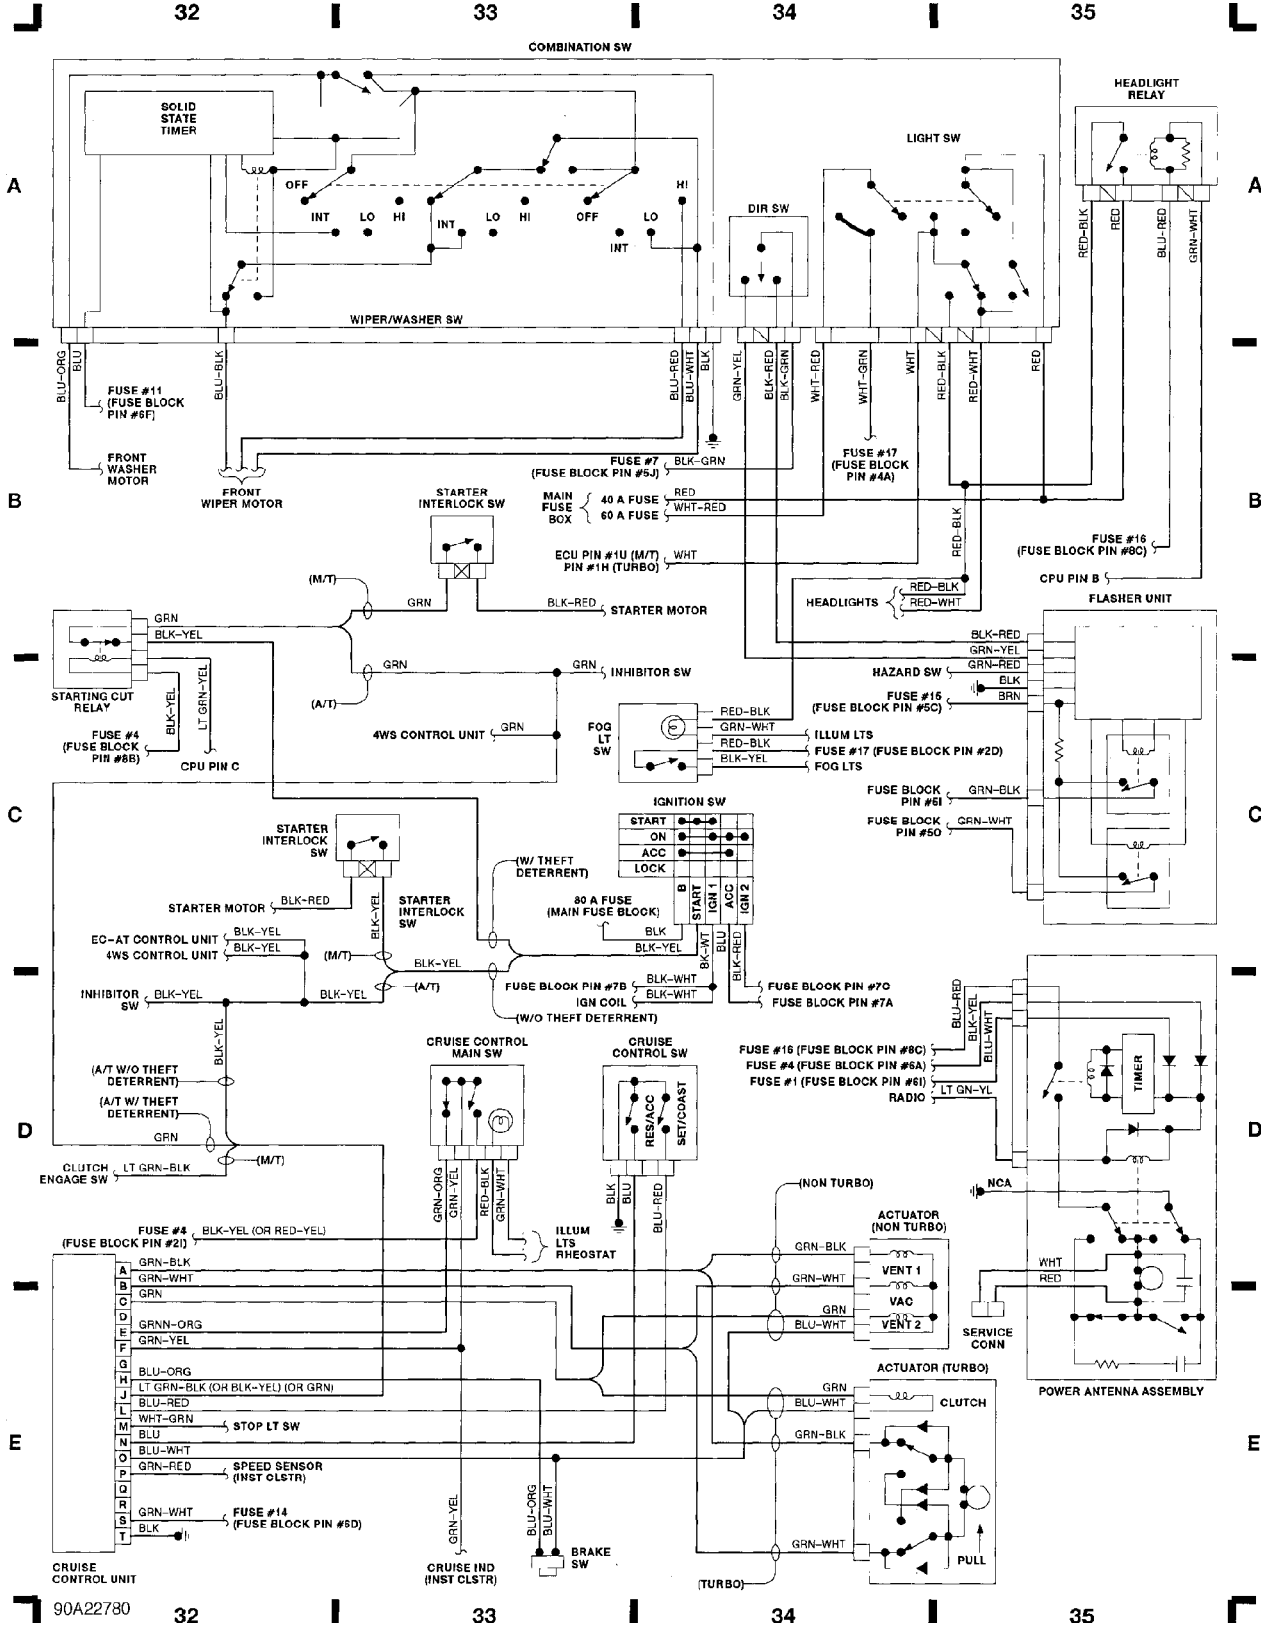 32 33 34 35
COMBINATION SW
HEADLIGHT
RELAY
SOLID
STATE
TIMER
LIGHT SW
A A
OFF
INT LO HI
INT
LO HI
OFF
INT
LO
HI
DIR SW
WIPER/WASHER SW
RED-BLK
RED
BLU-RED
GRN-WHT
BLU-ORG
BLU
BLU-BLK
BLU-RED
BLU-WHT
BLK
GRN-YEL
BLK-RED
BLK-GRN
WHT-RED
WHT-GRN
WHT
RED-BLK
RED-WHT
RED
FUSE #11
(FUSE BLOCK
PIN #6F)
FRONT
WASHER
MOTOR
FRONT
WIPER MOTOR
FUSE #7
(FUSE BLOCK PIN #5J)
BLK-GRN
FUSE #17
(FUSE BLOCK
PIN #4A)
B B
STARTER
INTERLOCK SW
MAIN
FUSE
BOX
40 A FUSE RED
60 A FUSE WHT-RED
RED-BLK
FUSE #16
(FUSE BLOCK PIN #8C)
ECU PIN #1U (M/T)
PIN #1H (TURBO)
WHT
CPU PIN B
HEADLIGHTS
RED-BLK
RED-WHT
FLASHER UNIT
(M/T)
GRN
BLK-RED
STARTER MOTOR
GRN
BLK-YEL
STARTING CUT
RELAY
GRN
GRN
INHIBITOR SW
(A/T)
BLK-YEL
LT GRN-YEL
FUSE #4
(FUSE BLOCK
PIN #8B)
CPU PIN C
4WS CONTROL UNIT
GRN
BLK-RED
GRN-YEL
HAZARD SW GRN-RED
BLK
FUSE #15
(FUSE BLOCK PIN #5C)
BRN
FOG
LT
SW
RED-BLK
GRN-WHT
RED-BLK
BLK-YEL
ILLUM LTS
FUSE #17 (FUSE BLOCK PIN #2D)
FOG LTS
FUSE BLOCK
PIN #5I
GRN-BLK
FUSE BLOCK
PIN #5O
GRN-WHT
C C
IGNITION SW
START
ON
ACC
LOCK
B
START
IGN 1
ACC
IGN 2
STARTER
INTERLOCK
SW
(W/ THEFT
DETERRENT)
80 A FUSE
(MAIN FUSE BLOCK)
BLK
BLK-YEL
BK-WT
BLU
BLK-RED
STARTER MOTOR
BLK-RED
BLK-YEL
STARTER
INTERLOCK
SW
EC-AT CONTROL UNIT
BLK-YEL
4WS CONTROL UNIT
BLK-YEL
(M/T)
BLK-YEL
(A/T)
INHIBITOR
SW
BLK-YEL
BLK-YEL
FUSE BLOCK PIN #7B
BLK-WHT
IGN COIL
BLK-WHT
FUSE BLOCK PIN #7C
FUSE BLOCK PIN #7A
(W/O THEFT DETERRENT)
BLK-YEL
BLU-RED
BLK-YEL
BLU-WHT
CRUISE CONTROL
MAIN SW
CRUISE
CONTROL SW
RES/ACC
SET/COAST
FUSE #16 (FUSE BLOCK PIN #8C)
FUSE #4 (FUSE BLOCK PIN #6A)
FUSE #1 (FUSE BLOCK PIN #6I)
RADIO
LT GN-YL
TIMER
(A/T W/O THEFT
DETERRENT)
(A/T W/ THEFT
DETERRENT)
D D
GRN
(M/T)
CLUTCH
ENGAGE SW
LT GRN-BLK
GRN-ORG
GRN-YEL
RED-BLK
GRN-WHT
BLK
BLU
BLU-RED
(NON TURBO)
NCA
ACTUATOR
(NON TURBO)
FUSE #4
(FUSE BLOCK PIN #2I)
BLK-YEL (OR RED-YEL)
ILLUM
LTS
RHEOSTAT
GRN-BLK
VENT 1
GRN-WHT
VAC
GRN
BLU-WHT
VENT 2
WHT
RED
SERVICE
CONN
POWER ANTENNA ASSEMBLY
A GRN-BLK
B GRN-WHT
C GRN
D
E GRNN-ORG
F GRN-YEL
G
H BLU-ORG
J LT GRN-BLK (OR BLK-YEL) (OR GRN)
L BLU-RED
M WHT-GRN STOP LT SW
N BLU
O BLU-WHT
P GRN-RED SPEED SENSOR
(INST CLSTR)
Q
R
S GRN-WHT FUSE #14
(FUSE BLOCK PIN #6D)
T BLK
CRUISE
CONTROL UNIT
ACTUATOR (TURBO)
GRN
BLU-WHT
CLUTCH
GRN-BLK
E E
GRN-YEL
BLU-ORG
BLU-WHT
GRN-WHT
PULL
CRUISE IND
(INST CLSTR)
BRAKE
SW
(TURBO)
90A22780
32 33 34 35